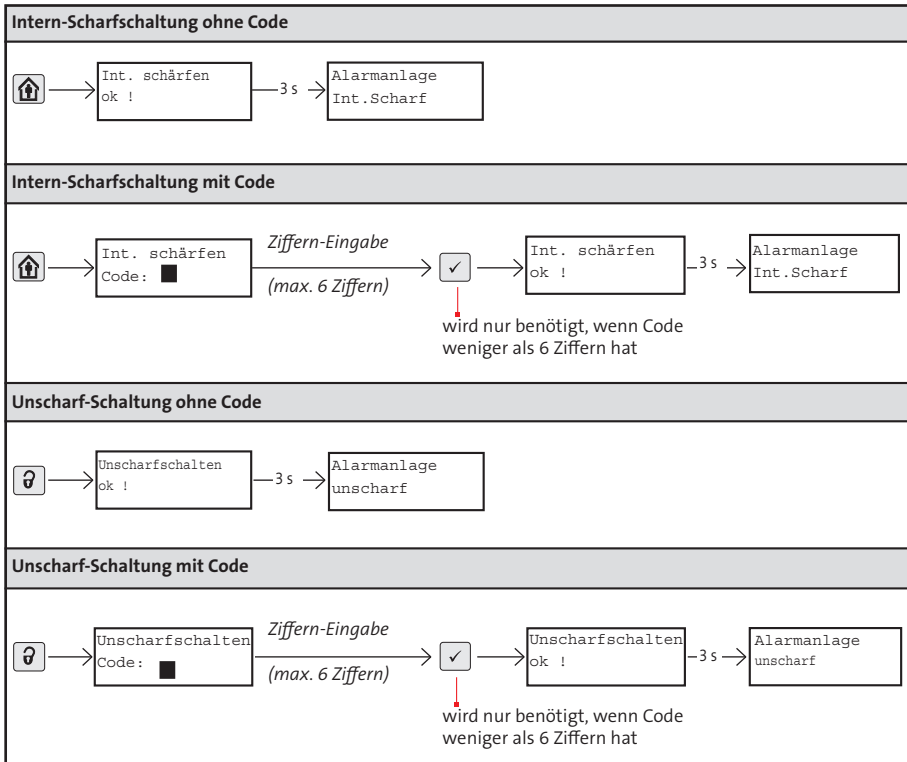 Intern-Scharfschaltung ohne Code
Int. schärfen
ok !
3 s
Alarmanlage
Int.Scharf
Intern-Scharfschaltung mit Code
Int. schärfen
Code:
Ziffern-Eingabe
(max. 6 Ziffern)
wird nur benötigt, wenn Code
weniger als 6 Ziffern hat
Int. schärfen
ok !
3 s
Alarmanlage
Int.Scharf
Unscharf-Schaltung ohne Code
Unscharfschalten
ok !
3 s
Alarmanlage
unscharf
Unscharf-Schaltung mit Code
Unscharfschalten
Code:
Ziffern-Eingabe
(max. 6 Ziffern)
wird nur benötigt, wenn Code
weniger als 6 Ziffern hat
Unscharfschalten
ok !
3 s
Alarmanlage
unscharf